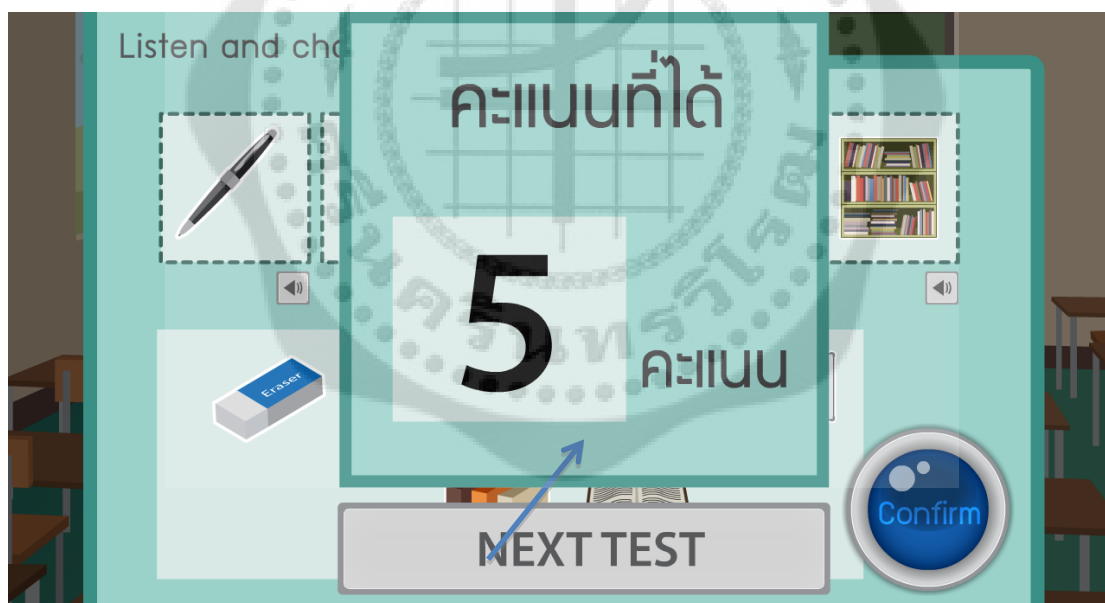 Listen and cho
คะแนนที่ได้
5 คะแนน
Eraser
Confirm
NEXT TEST